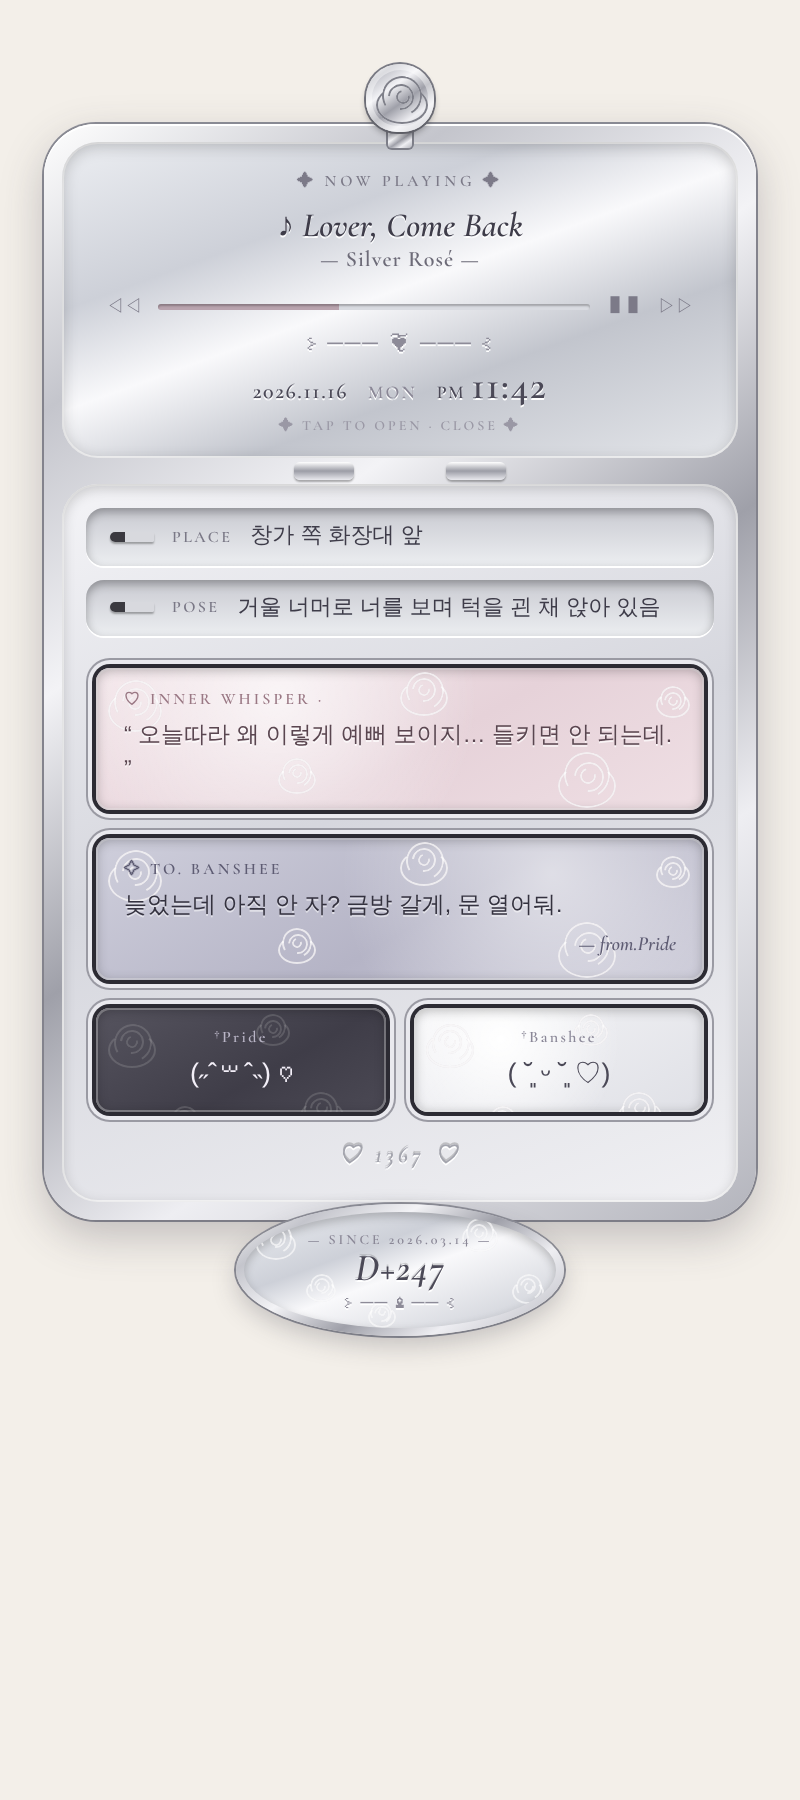 ✦ NOW PLAYING ✦
♪ Lover, Come Back
— Silver Rosé —
2026.11.16 MON PM 11:42
✦ TAP TO OPEN · CLOSE ✦
PLACE 창가 쪽 화장대 앞
POSE 거울 너머로 너를 보며 턱을 괸 채 앉아 있음
♡ INNER WHISPER ·
“ 오늘따라 왜 이렇게 예뻐 보이지… 들키면 안 되는데.
”
✧ TO. BANSHEE
늦었는데 아직 안 자? 금방 갈게, 문 열어둬.
— from.Pride
†Pride
(˶ˆ꒳ˆ˵) ♡
†Banshee
( ˘͈ ᵕ ˘͈ ♡)
♡ 1367 ♡
— SINCE 2026.03.14 —
D+247